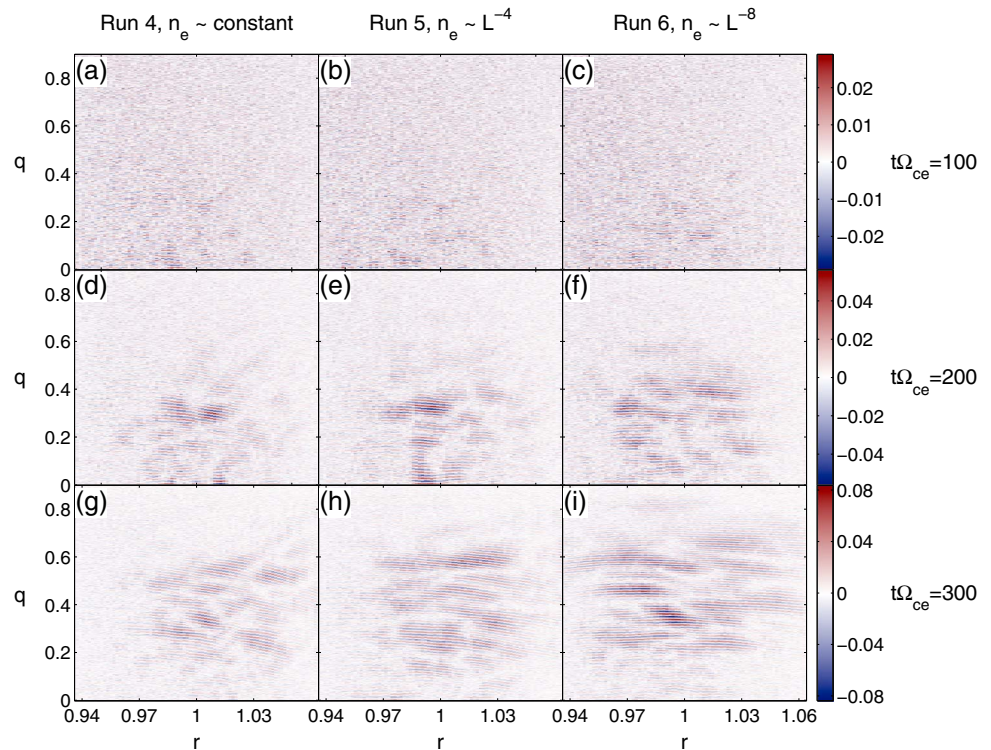 Run 4, n_e ~ constant
Run 5, n_e ~ L^−4
Run 6, n_e ~ L^−8
(a)
(b)
(c)
q
0.8
0.6
0.4
0.2
0
0.02
0.01
0
−0.01
−0.02
tΩ_ce=100
(d)
(e)
(f)
q
0.8
0.6
0.4
0.2
0
0.04
0.02
0
−0.02
−0.04
tΩ_ce=200
(g)
(h)
(i)
q
0.8
0.6
0.4
0.2
0
0.08
0.04
0
−0.04
−0.08
tΩ_ce=300
0.94 0.97 1 1.03
0.94 0.97 1 1.03
0.94 0.97 1 1.03 1.06
r
r
r